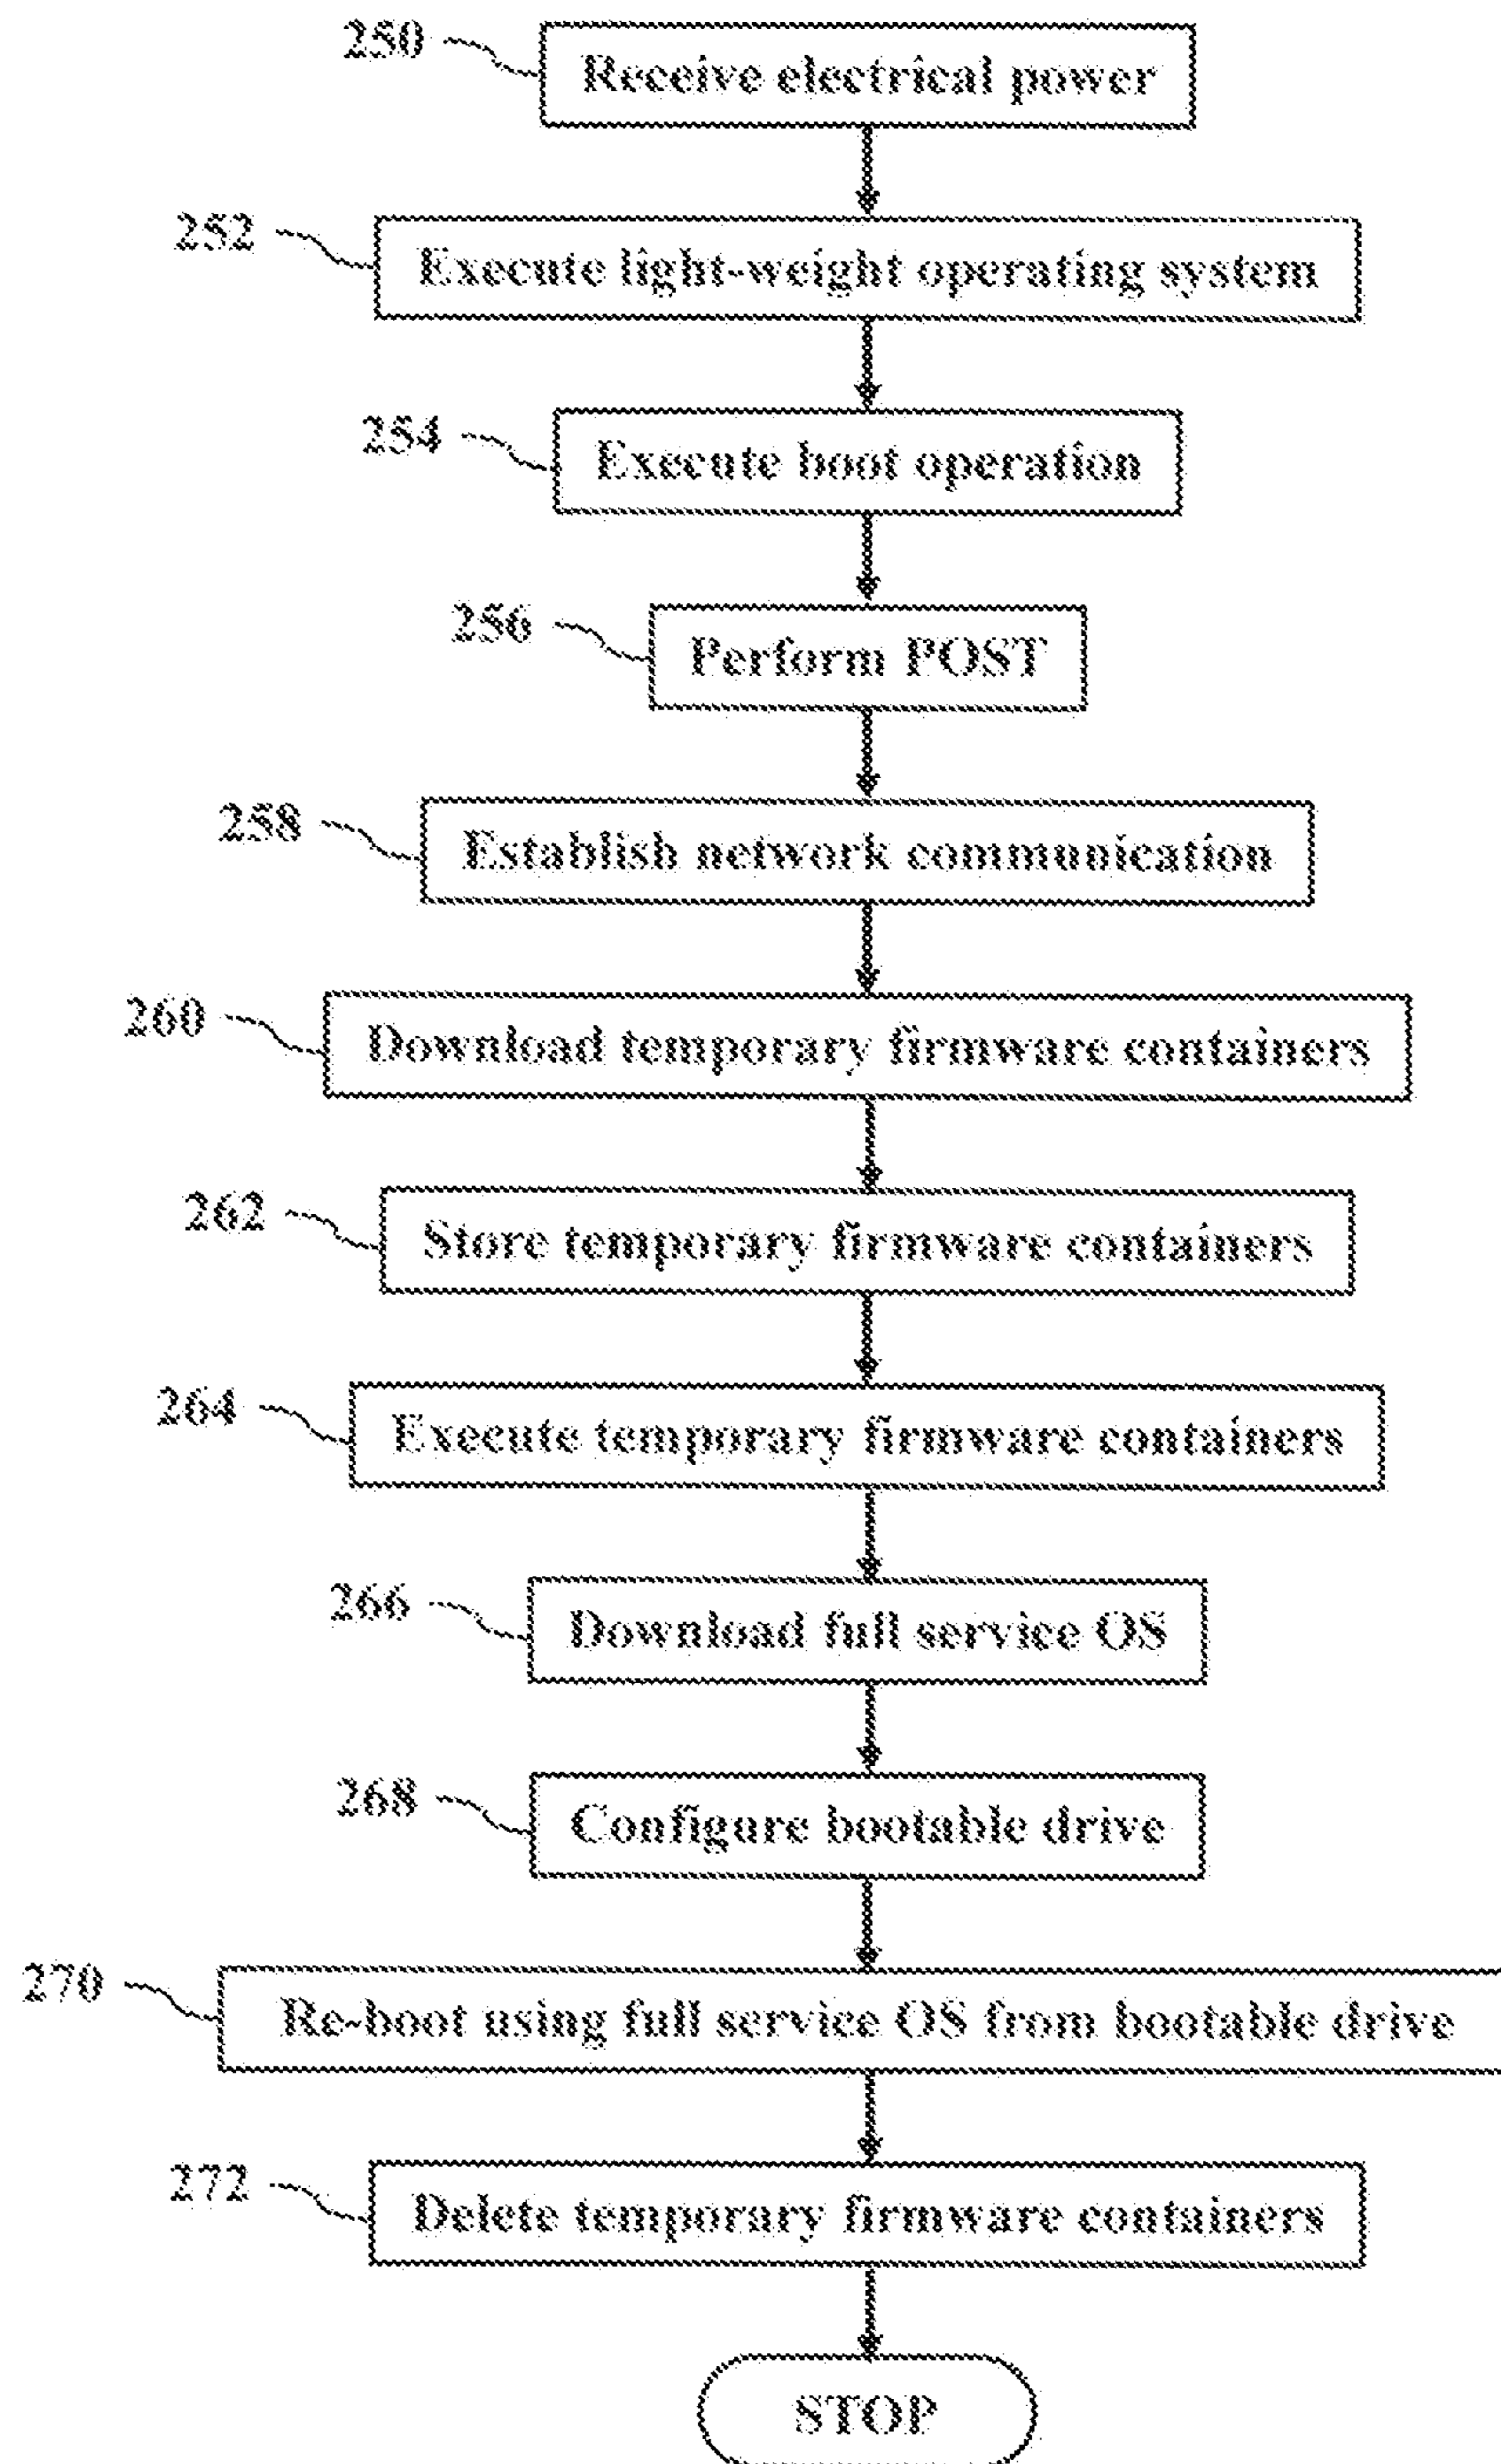 250 Receive electrical power
252 Execute light-weight operating system
254 Execute boot operation
256 Perform POST
258 Establish network communication
260 Download temporary firmware containers
262 Store temporary firmware containers
264 Execute temporary firmware containers
266 Download full service OS
268 Configure bootable drive
270 Re-boot using full service OS from bootable drive
272 Delete temporary firmware containers
STOP